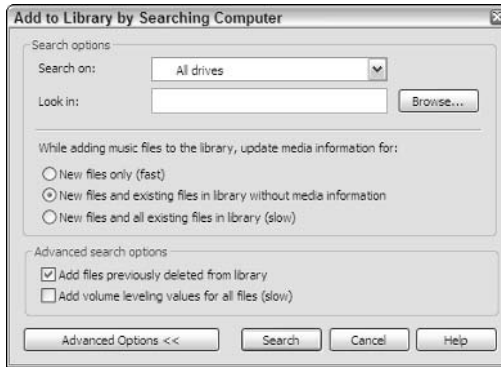 Add to Library by Searching Computer
Search options
Search on: All drives
Look in: Browse...
While adding music files to the library, update media information for:
New files only (fast)
New files and existing files in library without media information
New files and all existing files in library (slow)
Advanced search options
Add files previously deleted from library
Add volume leveling values for all files (slow)
Advanced Options << Search Cancel Help